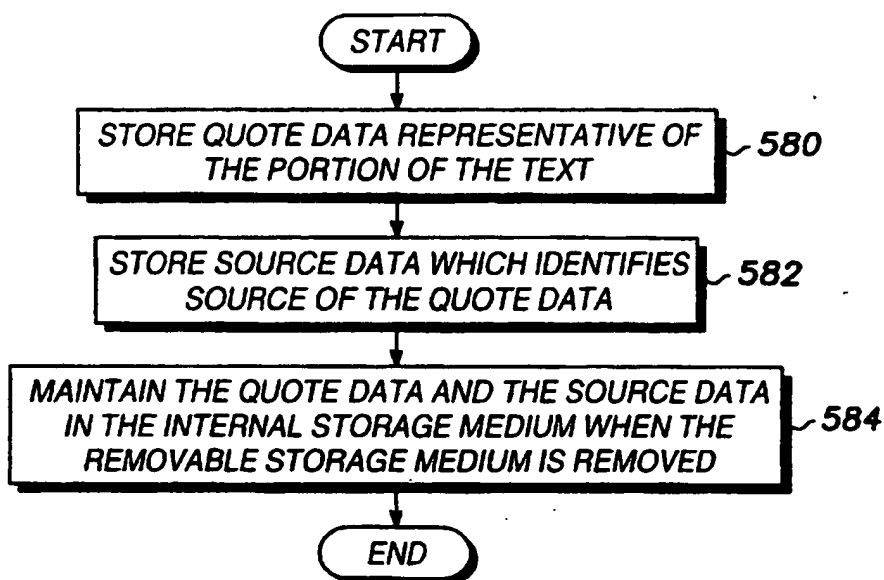 START
STORE QUOTE DATA REPRESENTATIVE OF
THE PORTION OF THE TEXT
580
STORE SOURCE DATA WHICH IDENTIFIES
SOURCE OF THE QUOTE DATA
582
MAINTAIN THE QUOTE DATA AND THE SOURCE DATA
IN THE INTERNAL STORAGE MEDIUM WHEN THE
REMOVABLE STORAGE MEDIUM IS REMOVED
584
END